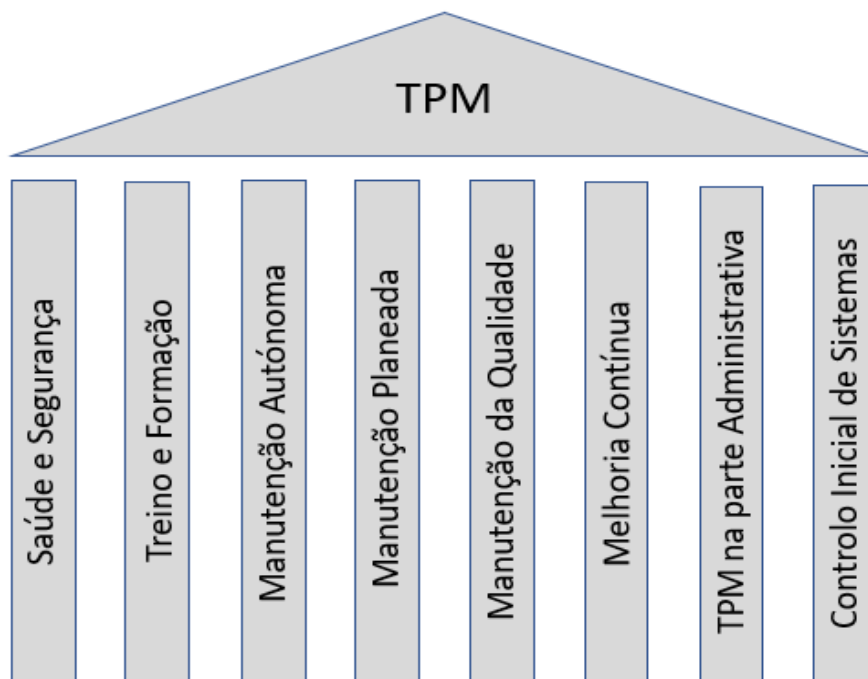 TPM
Saúde e Segurança
Treino e Formação
Manutenção Autónoma
Manutenção Planeada
Manutenção da Qualidade
Melhoria Contínua
TPM na parte Administrativa
Controlo Inicial de Sistemas